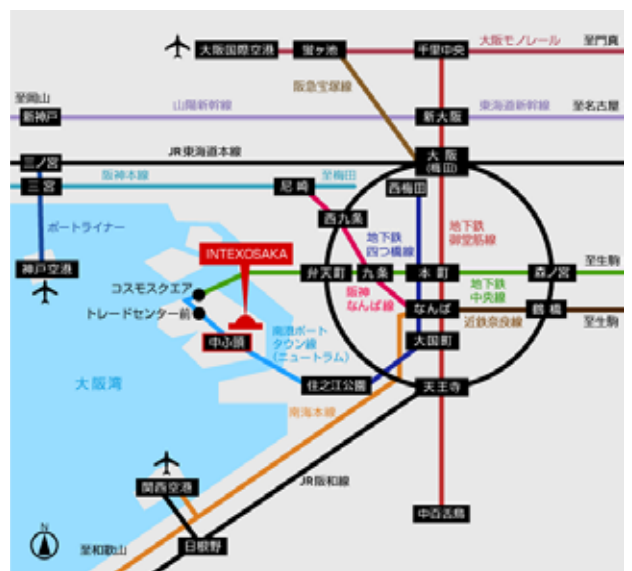 大阪国際空港
蛍ヶ池
千里中央
大阪モノレール
至門真
阪急宝塚線
至岡山
山陽新幹線
新神戸
新大阪
東海道新幹線
至名古屋
JR東海道本線
三ノ宮
大阪
(梅田)
三宮
阪神本線
至梅田
尼崎
西梅田
西九条
ポートライナー
INTEXOSAKA
地下鉄
四つ橋線
地下鉄
御堂筋線
神戸空港
コスモスクエア
弁天町
九条
本町
森ノ宮
至生駒
地下鉄
中央線
トレードセンター前
阪神
なんば線
なんば
鶴橋
近鉄奈良線
至生駒
中ふ頭
南港ポート
タウン線
(ニュートラム)
大国町
大阪湾
住之江公園
天王寺
南海本線
JR阪和線
関西空港
中百舌鳥
N
至和歌山
日根野